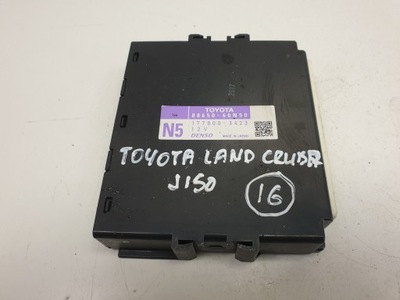 TOYOTA
88650-60N50
N5
177800-3423
12V
DENSO
MADE IN JAPAN
TOYOTA LAND CRUISER
J150
16